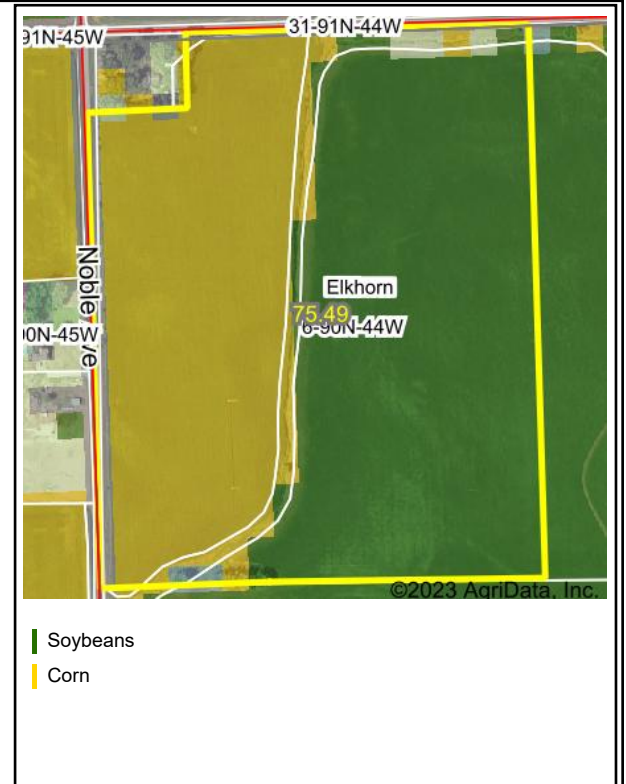 91N-45W
31-91N-44W
Noble Ave
Elkhorn
75.49
6-90N-44W
00N-45W
©2023 AgriData, Inc.
Soybeans
Corn